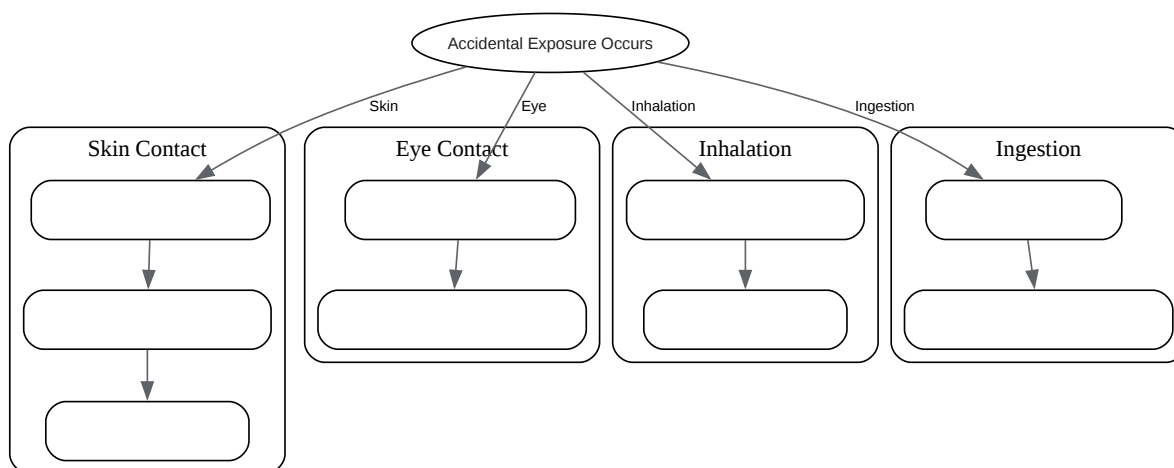 Accidental Exposure Occurs
Skin
Eye
Inhalation
Ingestion
Skin Contact
Eye Contact
Inhalation
Ingestion